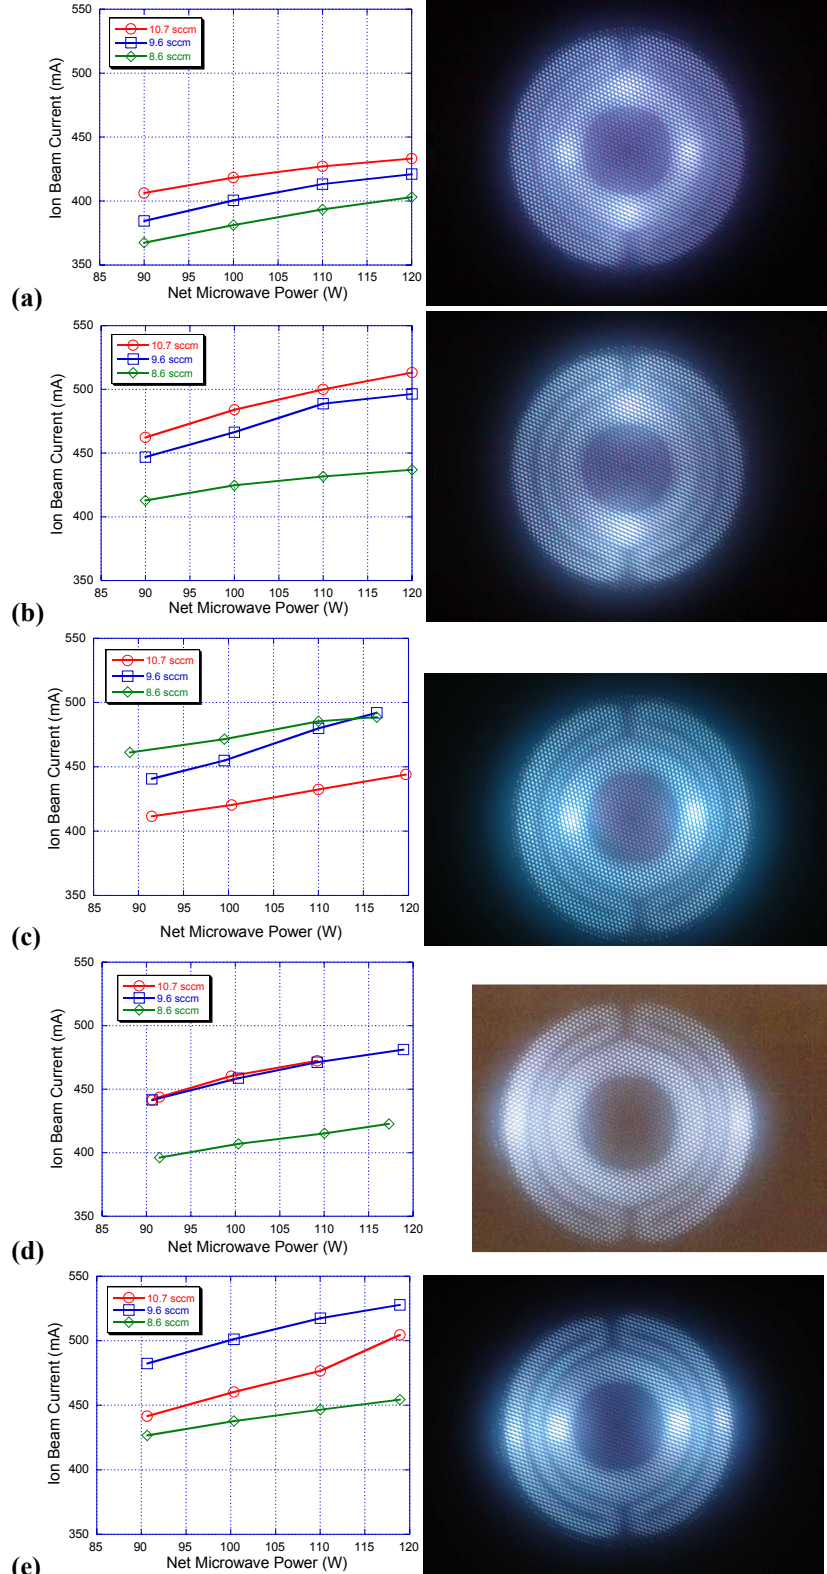 550
500
450
400
350
Ion Beam Current (mA)
10.7 sccm
9.6 sccm
8.6 sccm
85 90 95 100 105 110 115 120
Net Microwave Power (W)
(a)
550
500
450
400
350
Ion Beam Current (mA)
10.7 sccm
9.6 sccm
8.6 sccm
85 90 95 100 105 110 115 120
Net Microwave Power (W)
(b)
550
500
450
400
350
Ion Beam Current (mA)
10.7 sccm
9.6 sccm
8.6 sccm
85 90 95 100 105 110 115 120
Net Microwave Power (W)
(c)
550
500
450
400
350
Ion Beam Current (mA)
10.7 sccm
9.6 sccm
8.6 sccm
85 90 95 100 105 110 115 120
Net Microwave Power (W)
(d)
550
500
450
400
350
Ion Beam Current (mA)
10.7 sccm
9.6 sccm
8.6 sccm
85 90 95 100 105 110 115 120
Net Microwave Power (W)
(e)